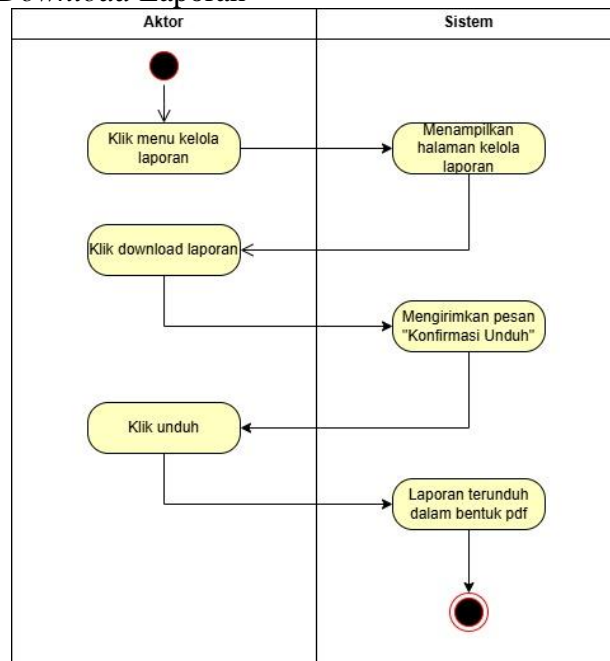 Download Laporan
Aktor
Sistem
Klik menu kelola
laporan
Menampilkan
halaman kelola
laporan
Klik download laporan
Mengirimkan pesan
"Konfirmasi Unduh"
Klik unduh
Laporan terunduh
dalam bentuk pdf